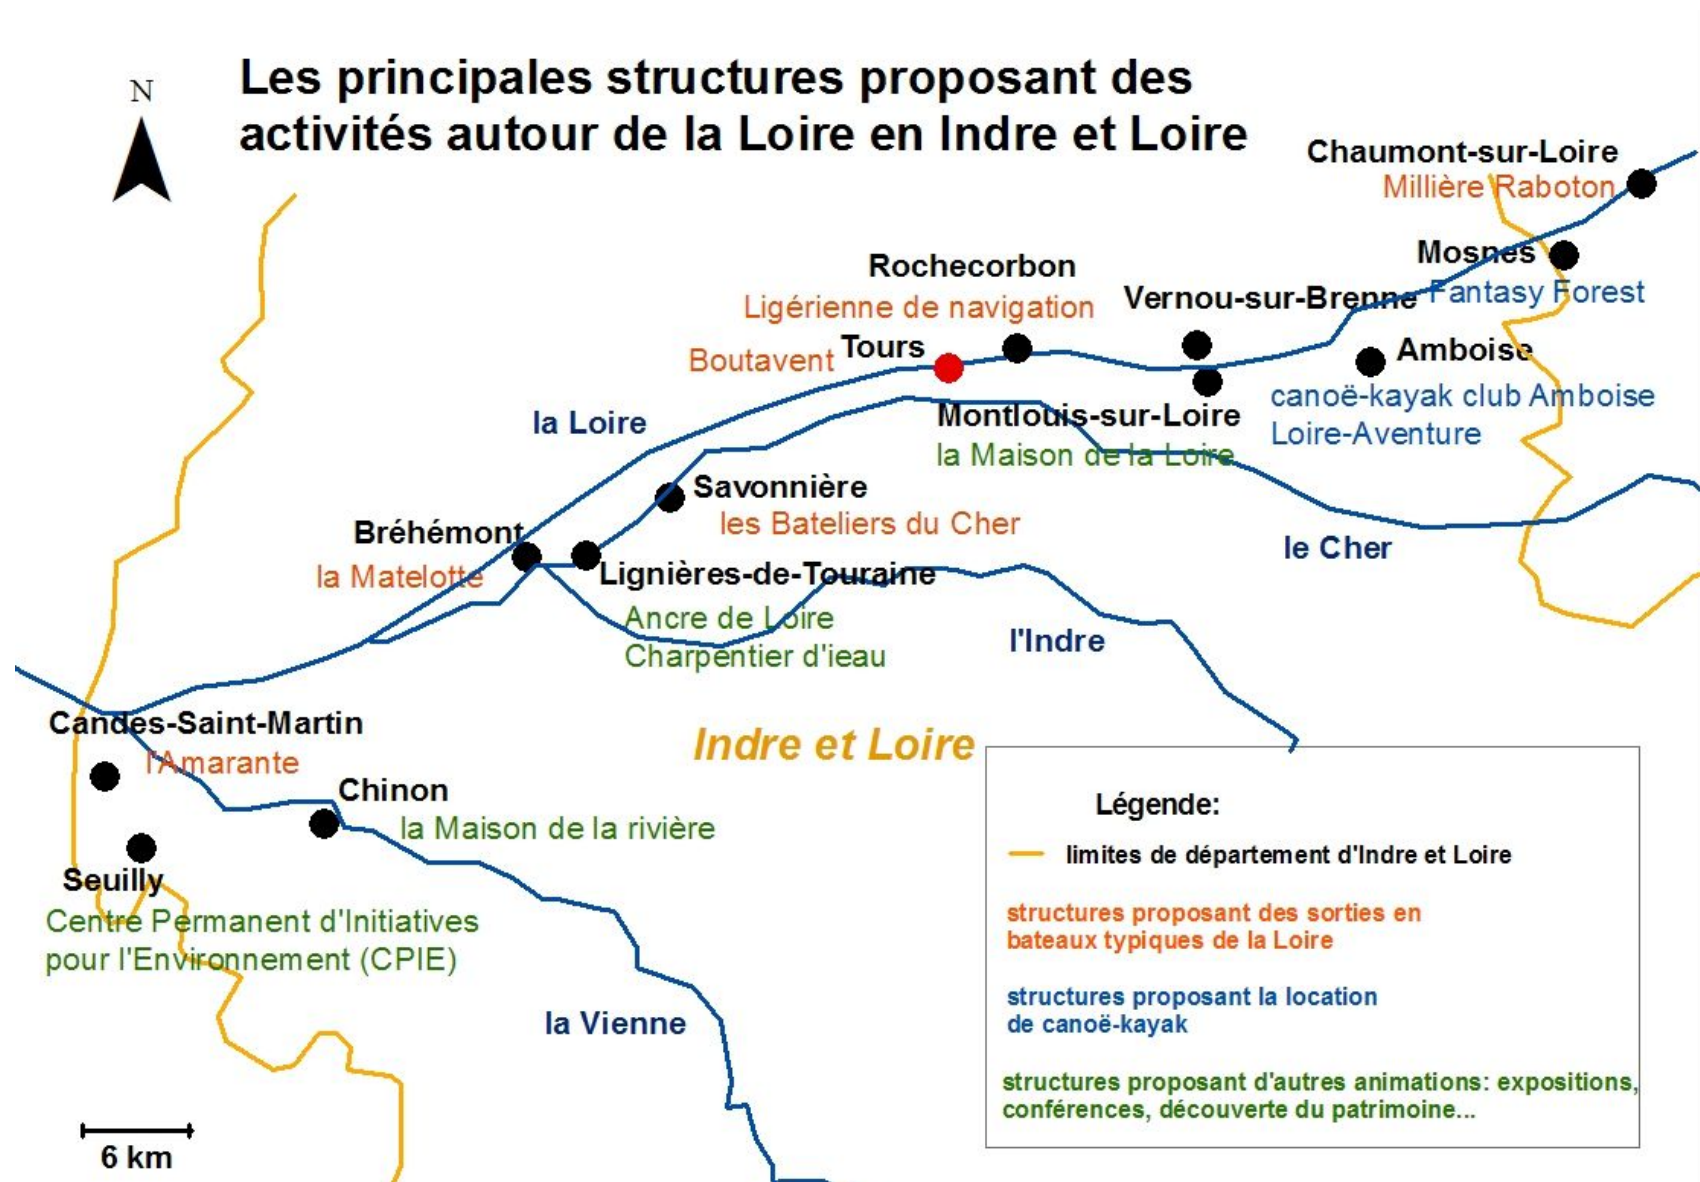 N
Les principales structures proposant des
activités autour de la Loire en Indre et Loire
Chaumont-sur-Loire
Millière Raboton
Mosnes
Fantasy Forest
Rochecorbon
Ligérienne de navigation
Vernou-sur-Brenne
Boutavent
Tours
Amboise
canoë-kayak club Amboise
Loire-Aventure
la Loire
Montlouis-sur-Loire
la Maison de la Loire
Savonnière
les Bateliers du Cher
le Cher
Bréhémont
la Matelotte
Lignières-de-Touraine
Ancre de Loire
Charpentier d'ieau
l'Indre
Candes-Saint-Martin
l'Amarante
Indre et Loire
Chinon
la Maison de la rivière
Seuilly
Centre Permanent d'Initiatives
pour l'Environnement (CPIE)
la Vienne
6 km
Légende:
limites de département d'Indre et Loire
structures proposant des sorties en
bateaux typiques de la Loire
structures proposant la location
de canoë-kayak
structures proposant d'autres animations: expositions,
conférences, découverte du patrimoine...